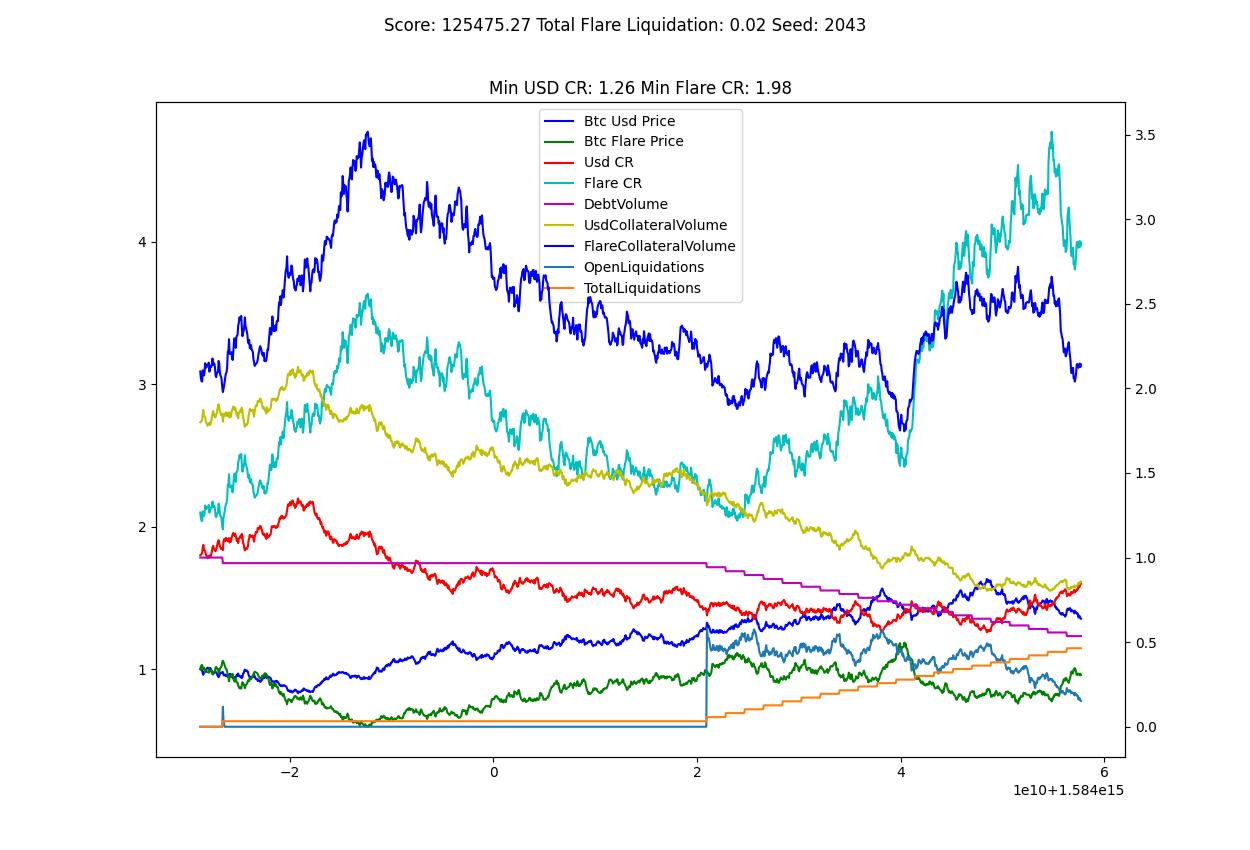 Score: 125475.27 Total Flare Liquidation: 0.02 Seed: 2043
Min USD CR: 1.26 Min Flare CR: 1.98
Btc Usd Price
Btc Flare Price
Usd CR
Flare CR
DebtVolume
UsdCollateralVolume
FlareCollateralVolume
OpenLiquidations
TotalLiquidations
4
3
2
1
3.5
3.0
2.5
2.0
1.5
1.0
0.5
0.0
−2
0
2
4
6
1e10+1.584e15